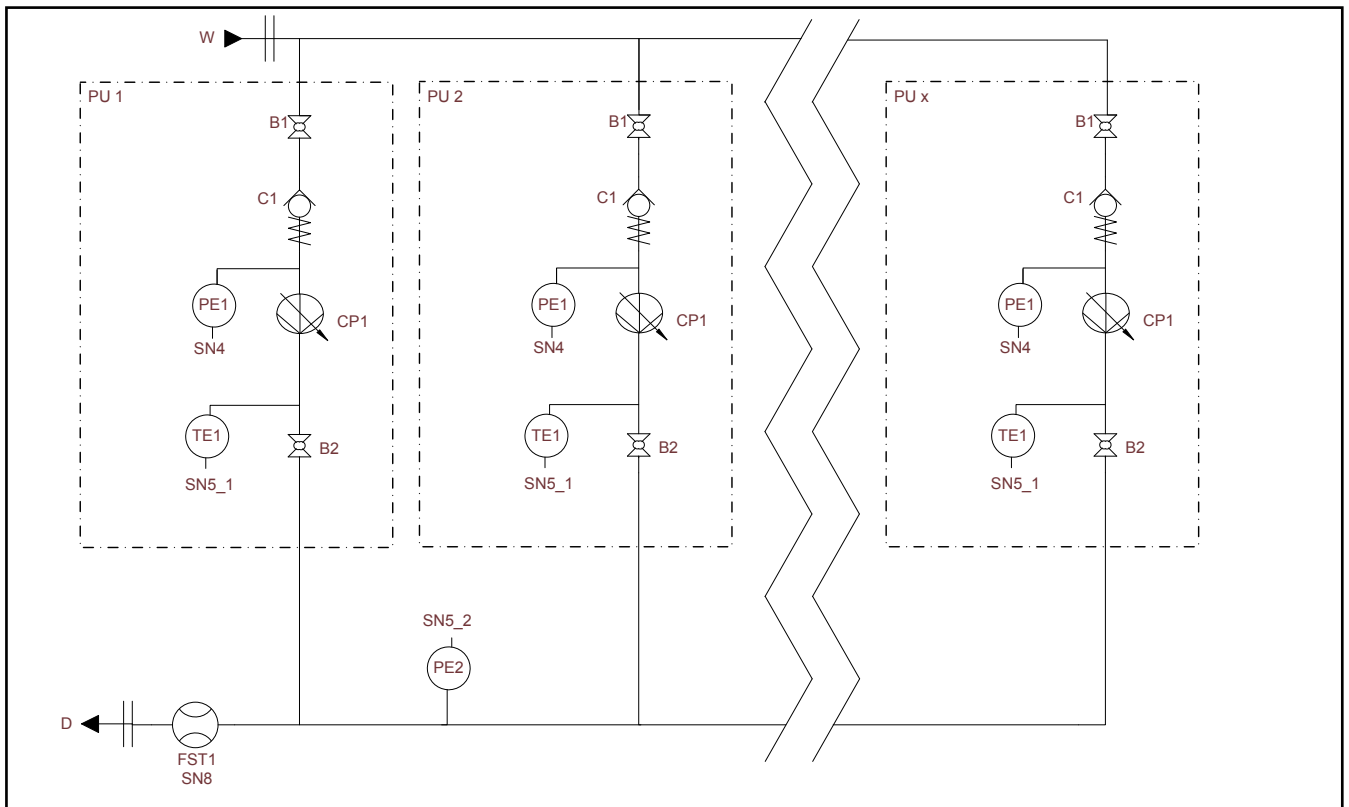 W
PU 1
PU 2
PU x
B1
B1
B1
C1
C1
C1
PE1
PE1
PE1
CP1
CP1
CP1
SN4
SN4
SN4
TE1
TE1
TE1
B2
B2
B2
SN5_1
SN5_1
SN5_1
SN5_2
PE2
D
FST1
SN8